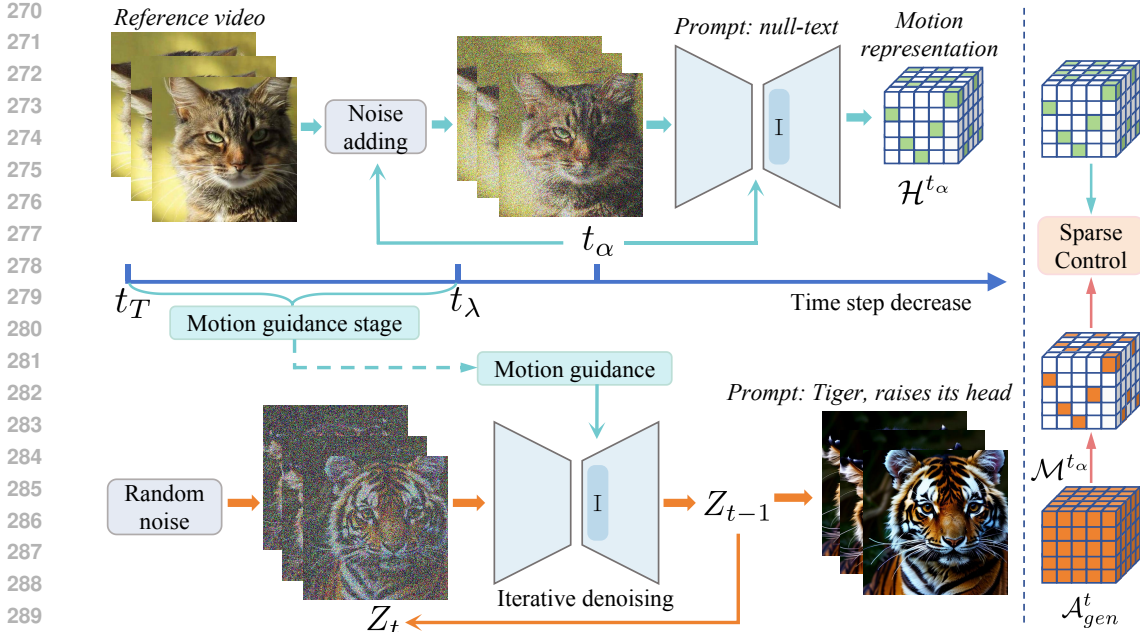 270
271
272
273
274
275
276
277
278
279
280
281
282
283
284
285
286
287
288
289
Reference video
Noise
adding
Prompt: null-text
I
Motion
representation
$\mathcal{H}^{t_\alpha}$
$t_\alpha$
$t_T$
$t_\lambda$
Time step decrease
Motion guidance stage
Motion guidance
Prompt: Tiger, raises its head
Random
noise
I
$Z_{t-1}$
Iterative denoising
$Z_t$
Sparse
Control
$\mathcal{M}^{t_\alpha}$
$\mathcal{A}^t_{gen}$